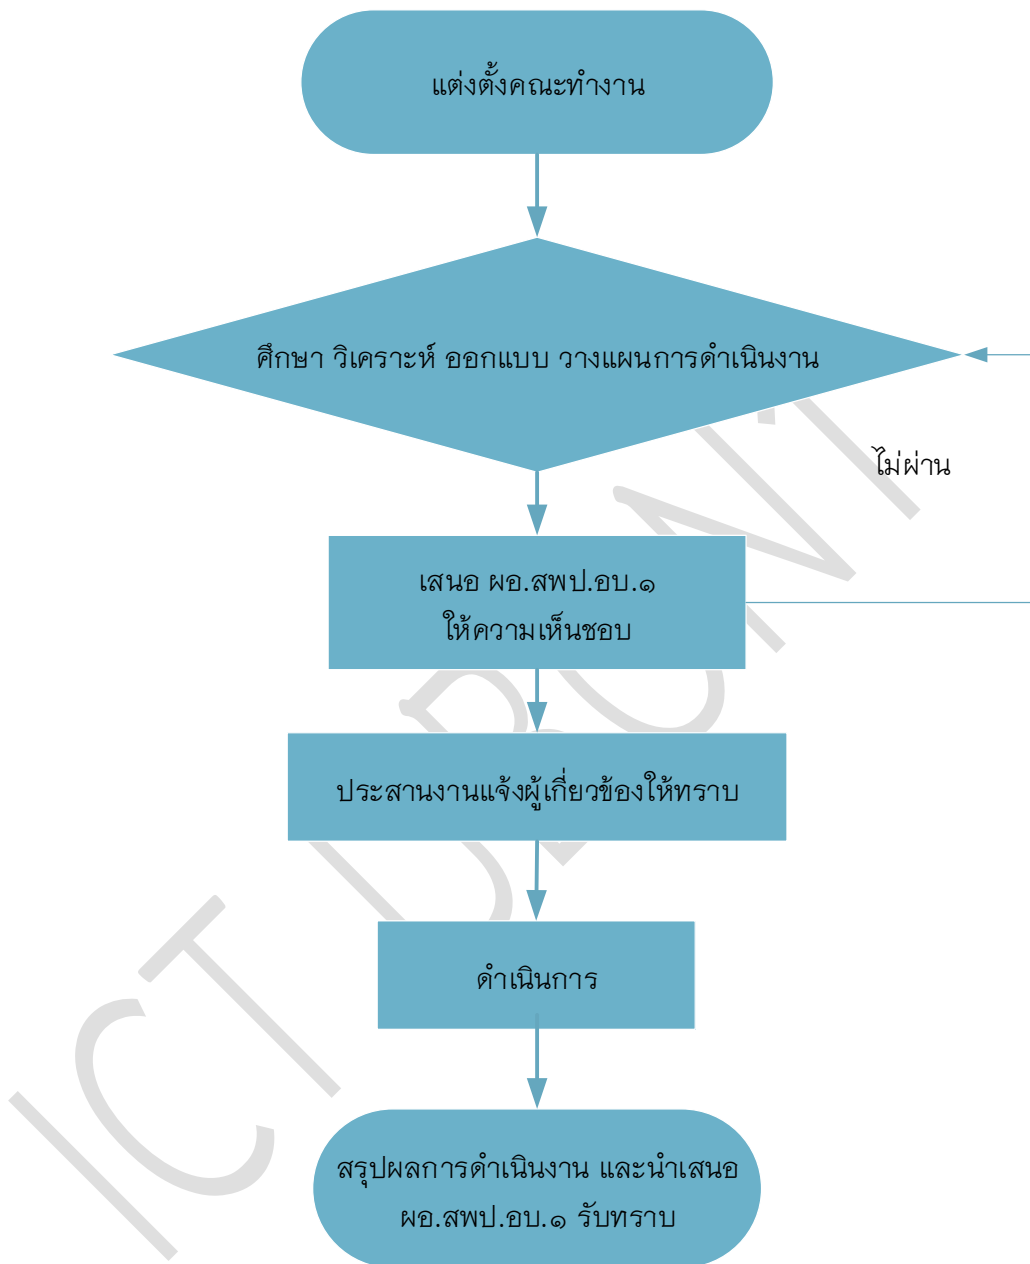 แต่งตั้งคณะทำงาน
ศึกษา วิเคราะห์ ออกแบบ วางแผนการดำเนินงาน
ไม่ผ่าน
เสนอ ผอ.สพป.อบ.๑
ให้ความเห็นชอบ
ประสานงานแจ้งผู้เกี่ยวข้องให้ทราบ
ดำเนินการ
สรุปผลการดำเนินงาน และนำเสนอ
ผอ.สพป.อบ.๑ รับทราบ
ICT